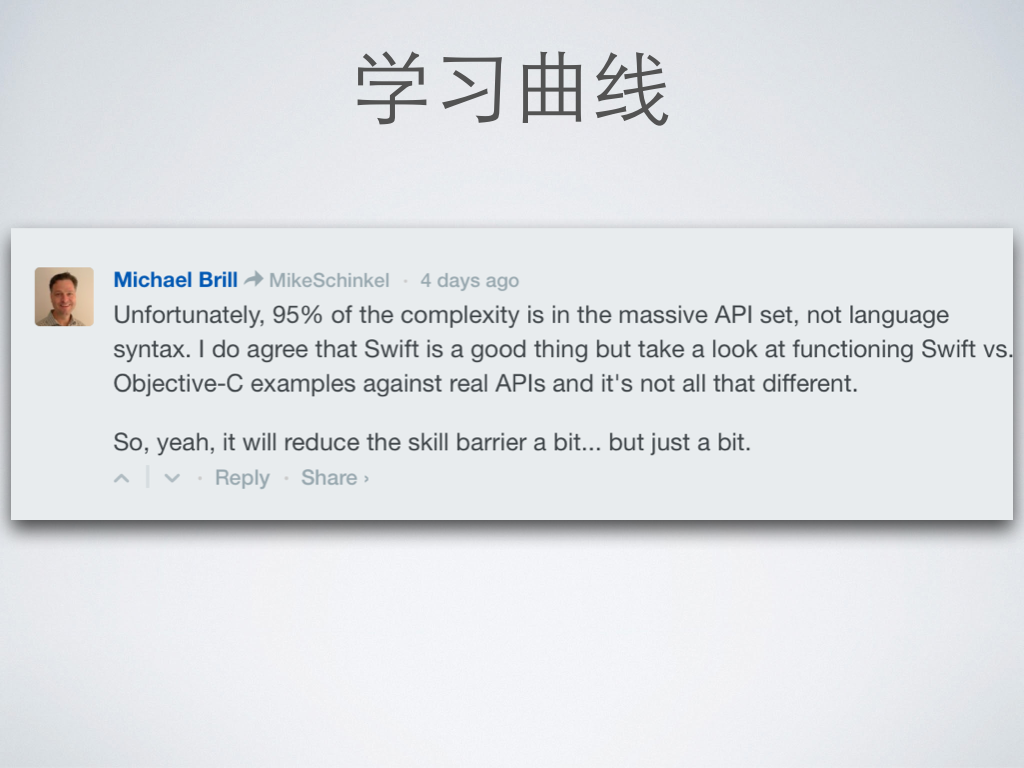 学习曲线
Michael Brill MikeSchinkel · 4 days ago
Unfortunately, 95% of the complexity is in the massive API set, not language
syntax. I do agree that Swift is a good thing but take a look at functioning Swift vs.
Objective-C examples against real APIs and it's not all that different.
So, yeah, it will reduce the skill barrier a bit... but just a bit.
· Reply · Share ›